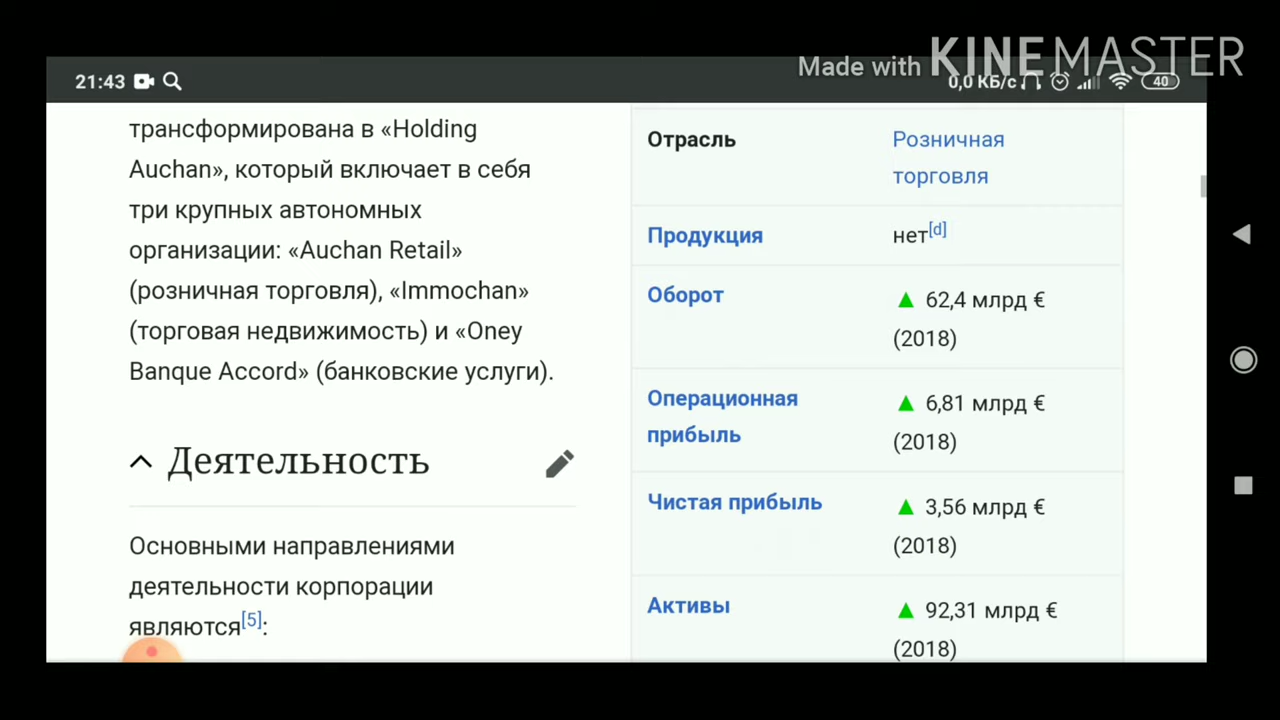 Made with KINEMASTER
21:43
0,0 КБ/с
40
трансформирована в «Holding
Auchan», который включает в себя
три крупных автономных
организации: «Auchan Retail»
(розничная торговля), «Immochan»
(торговая недвижимость) и «Oney
Banque Accord» (банковские услуги).
Деятельность
Основными направлениями
деятельности корпорации
являются[5]:
Отрасль
Розничная
торговля
Продукция
нет[d]
Оборот
▲ 62,4 млрд €
(2018)
Операционная
прибыль
▲ 6,81 млрд €
(2018)
Чистая прибыль
▲ 3,56 млрд €
(2018)
Активы
▲ 92,31 млрд €
(2018)